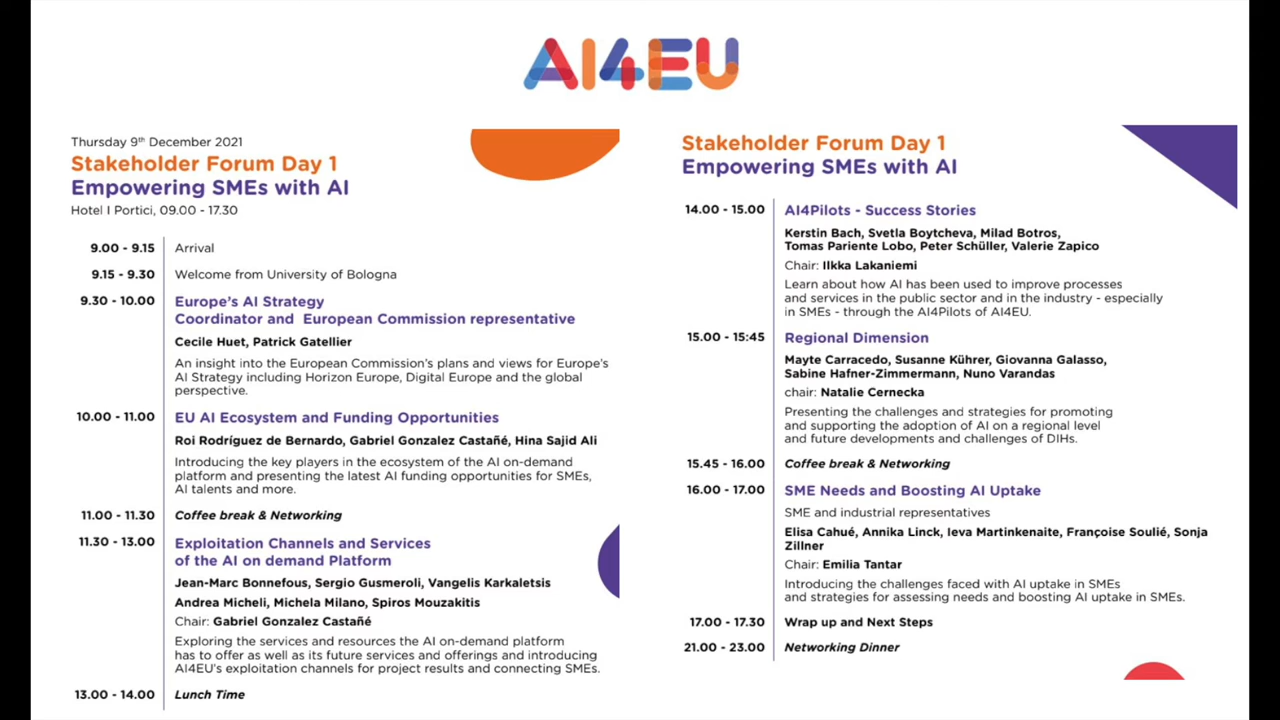 AI4EU
Thursday 9th December 2021
Stakeholder Forum Day 1
Empowering SMEs with AI
Hotel I Portici, 09.00 - 17.30
9.00 - 9.15 Arrival
9.15 - 9.30 Welcome from University of Bologna
9.30 - 10.00 Europe's AI Strategy
Coordinator and European Commission representative
Cecile Huet, Patrick Gatellier
An insight into the European Commission's plans and views for Europe's
AI Strategy including Horizon Europe, Digital Europe and the global
perspective.
10.00 - 11.00 EU AI Ecosystem and Funding Opportunities
Roi Rodríguez de Bernardo, Gabriel Gonzalez Castañé, Hina Sajid Ali
Introducing the key players in the ecosystem of the AI on-demand
platform and presenting the latest AI funding opportunities for SMEs,
AI talents and more.
11.00 - 11.30 Coffee break & Networking
11.30 - 13.00 Exploitation Channels and Services
of the AI on demand Platform
Jean-Marc Bonnefous, Sergio Gusmeroli, Vangelis Karkaletsis
Andrea Micheli, Michela Milano, Spiros Mouzakitis
Chair: Gabriel Gonzalez Castañé
Exploring the services and resources the AI on-demand platform
has to offer as well as its future services and offerings and introducing
AI4EU's exploitation channels for project results and connecting SMEs.
13.00 - 14.00 Lunch Time
Stakeholder Forum Day 1
Empowering SMEs with AI
14.00 - 15.00 AI4Pilots - Success Stories
Kerstin Bach, Svetla Boytcheva, Milad Botros,
Tomas Pariente Lobo, Peter Schüller, Valerie Zapico
Chair: Ilkka Lakaniemi
Learn about how AI has been used to improve processes
and services in the public sector and in the industry - especially
in SMEs - through the AI4Pilots of AI4EU.
15.00 - 15:45 Regional Dimension
Mayte Carracedo, Susanne Kührer, Giovanna Galasso,
Sabine Hafner-Zimmermann, Nuno Varandas
chair: Natalie Cernecka
Presenting the challenges and strategies for promoting
and supporting the adoption of AI on a regional level
and future developments and challenges of DIHs.
15.45 - 16.00 Coffee break & Networking
16.00 - 17.00 SME Needs and Boosting AI Uptake
SME and industrial representatives
Elisa Cahué, Annika Linck, Ieva Martinkenaite, Françoise Soulié, Sonja
Zillner
Chair: Emilia Tantar
Introducing the challenges faced with AI uptake in SMEs
and strategies for assessing needs and boosting AI uptake in SMEs.
17.00 - 17.30 Wrap up and Next Steps
21.00 - 23.00 Networking Dinner